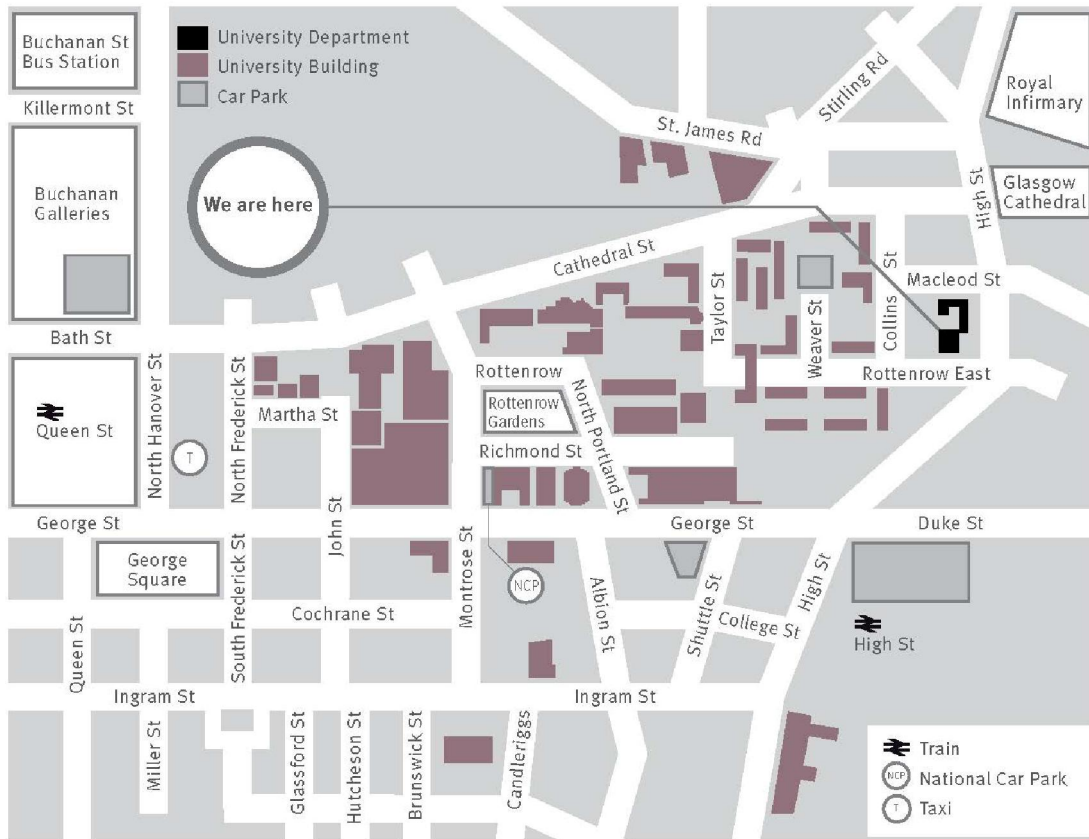 Buchanan St
Bus Station
Killermont St
University Department
University Building
Car Park
Stirling Rd
Royal
Infirmary
St. James Rd
Buchanan
Galleries
We are here
High St
Glasgow
Cathedral
Cathedral St
Taylor St
Weaver St
Collins St
Macleod St
Bath St
Rottenrow
Rottenrow East
Queen St
North Hanover St
T
North Frederick St
Martha St
Rottenrow
Gardens
North Portland St
Richmond St
George St
John St
Montrose St
George St
Duke St
George
Square
South Frederick St
NCP
Albion St
Shuttle St
High St
Cochrane St
College St
High St
Queen St
Ingram St
Ingram St
Miller St
Glassford St
Hutcheson St
Brunswick St
Candleriggs
Train
NCP National Car Park
T Taxi